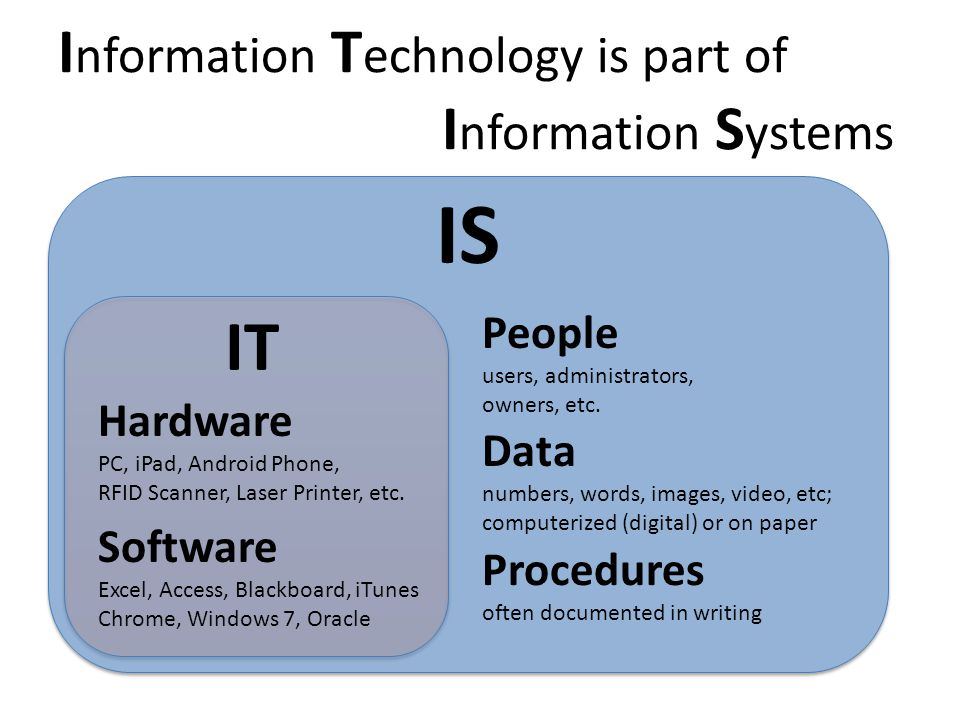 Information Technology is part of
Information Systems
IS
IT
Hardware
PC, iPad, Android Phone,
RFID Scanner, Laser Printer, etc.
Software
Excel, Access, Blackboard, iTunes
Chrome, Windows 7, Oracle
People
users, administrators,
owners, etc.
Data
numbers, words, images, video, etc;
computerized (digital) or on paper
Procedures
often documented in writing